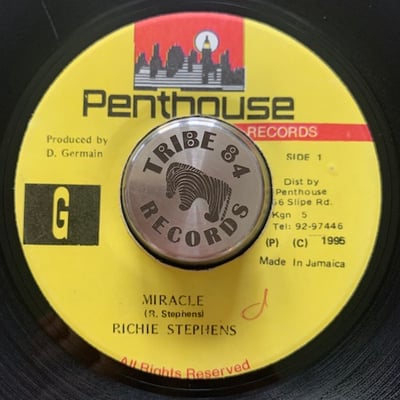 Penthouse
RECORDS
Produced by
D. Germain
SIDE 1
G
TRIBE 84
RECORDS
Dist by
Penthouse
56 Slipe Rd.
Kgn 5
Tel: 92-97446
(P) (C) 1995
Made In Jamaica
MIRACLE
(R. Stephens)
RICHIE STEPHENS
All Rights Reserved